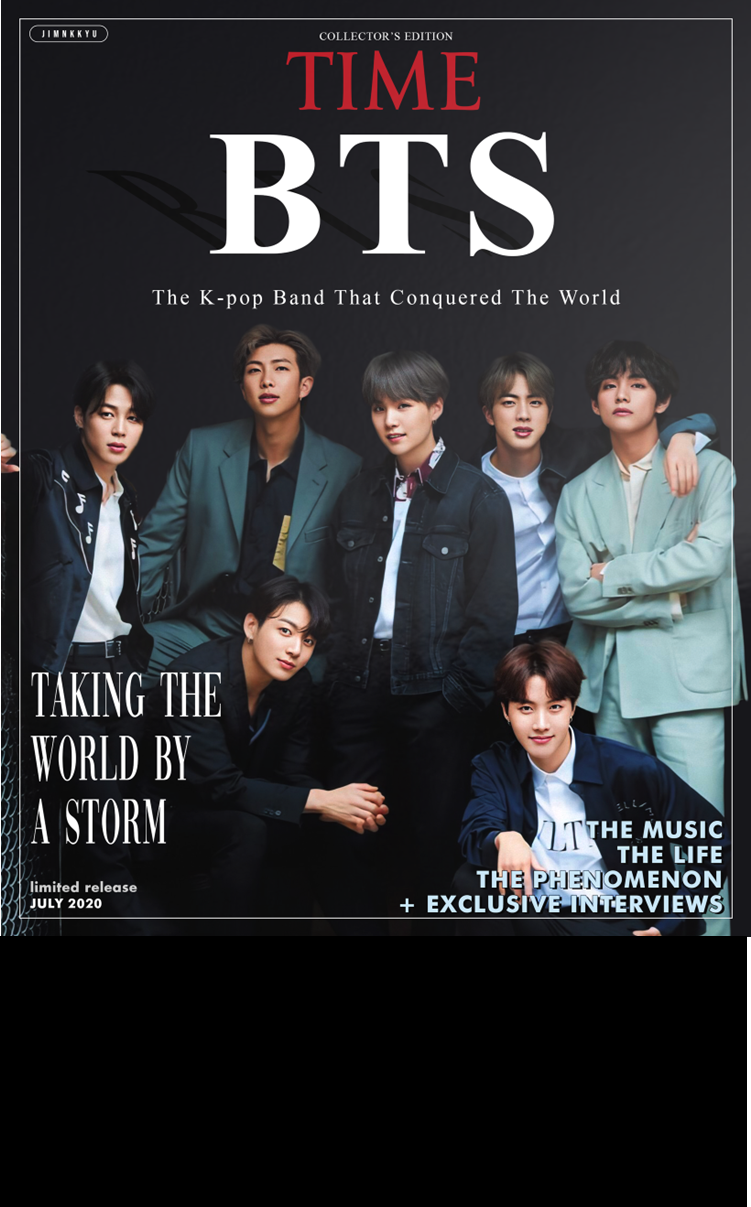 JIMNKKYU
COLLECTOR'S EDITION
TIME
BTS
The K-pop Band That Conquered The World
TAKING THE
WORLD BY
A STORM
limited release
JULY 2020
LT
THE MUSIC
THE LIFE
THE PHENOMENON
+ EXCLUSIVE INTERVIEWS